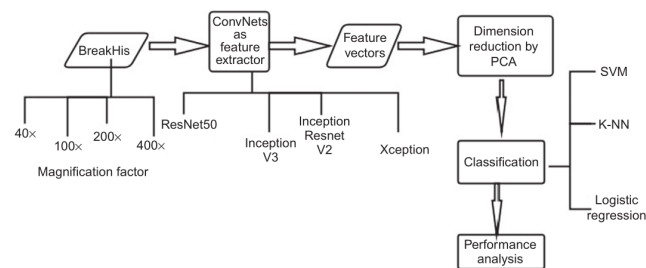 BreakHis
ConvNets
as
feature
extractor
Feature
vectors
Dimension
reduction by
PCA
40×
100×
200×
400×
Magnification factor
ResNet50
Inception
V3
Inception
Resnet
V2
Xception
Classification
SVM
K-NN
Logistic
regression
Performance
analysis